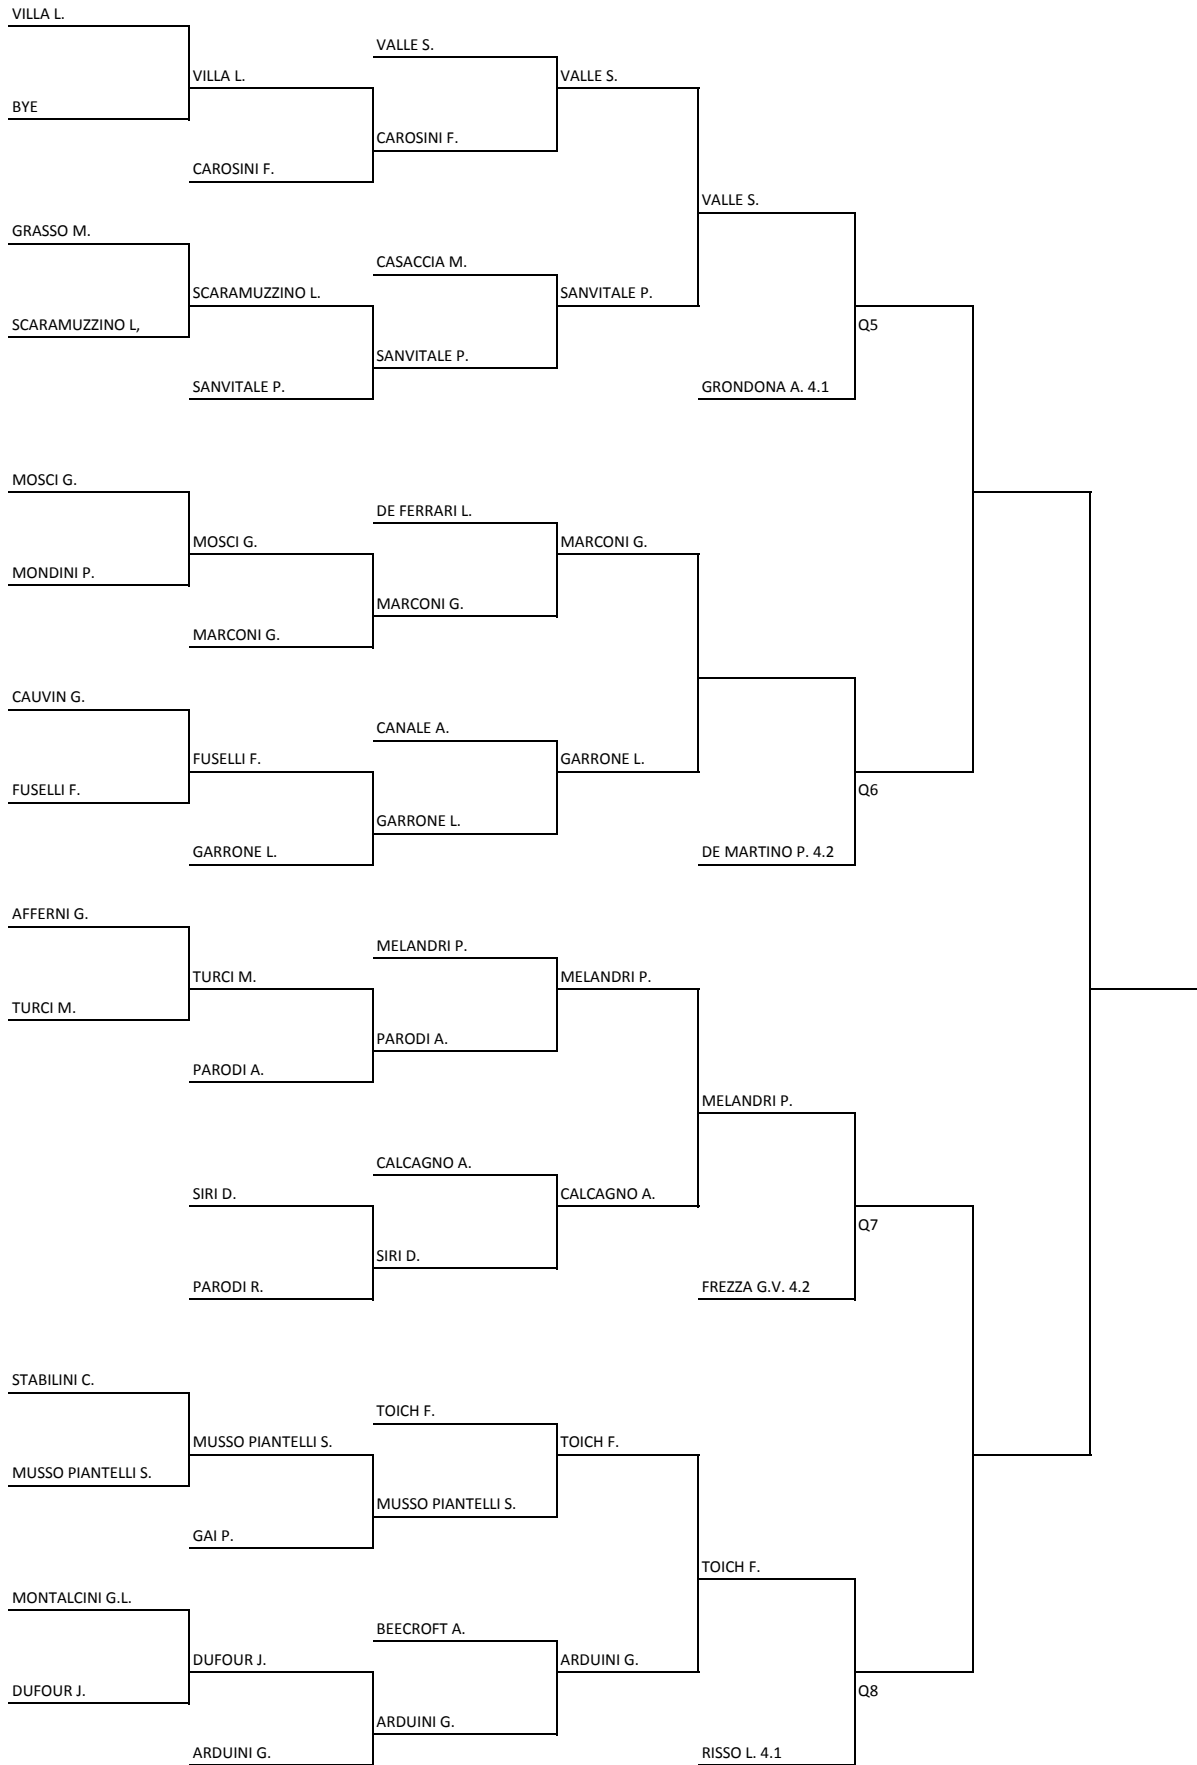 VILLA L.
VALLE S.
VILLA L.
VALLE S.
BYE
CAROSINI F.
CAROSINI F.
VALLE S.
GRASSO M.
CASACCIA M.
SCARAMUZZINO L.
SANVITALE P.
SCARAMUZZINO L,
Q5
SANVITALE P.
SANVITALE P.
GRONDONA A. 4.1
MOSCI G.
DE FERRARI L.
MOSCI G.
MARCONI G.
MONDINI P.
MARCONI G.
MARCONI G.
CAUVIN G.
CANALE A.
FUSELLI F.
GARRONE L.
FUSELLI F.
Q6
GARRONE L.
GARRONE L.
DE MARTINO P. 4.2
AFFERNI G.
MELANDRI P.
TURCI M.
MELANDRI P.
TURCI M.
PARODI A.
PARODI A.
MELANDRI P.
CALCAGNO A.
SIRI D.
CALCAGNO A.
Q7
SIRI D.
PARODI R.
FREZZA G.V. 4.2
STABILINI C.
TOICH F.
MUSSO PIANTELLI S.
TOICH F.
MUSSO PIANTELLI S.
MUSSO PIANTELLI S.
GAI P.
TOICH F.
MONTALCINI G.L.
BEECROFT A.
DUFOUR J.
ARDUINI G.
DUFOUR J.
Q8
ARDUINI G.
ARDUINI G.
RISSO L. 4.1